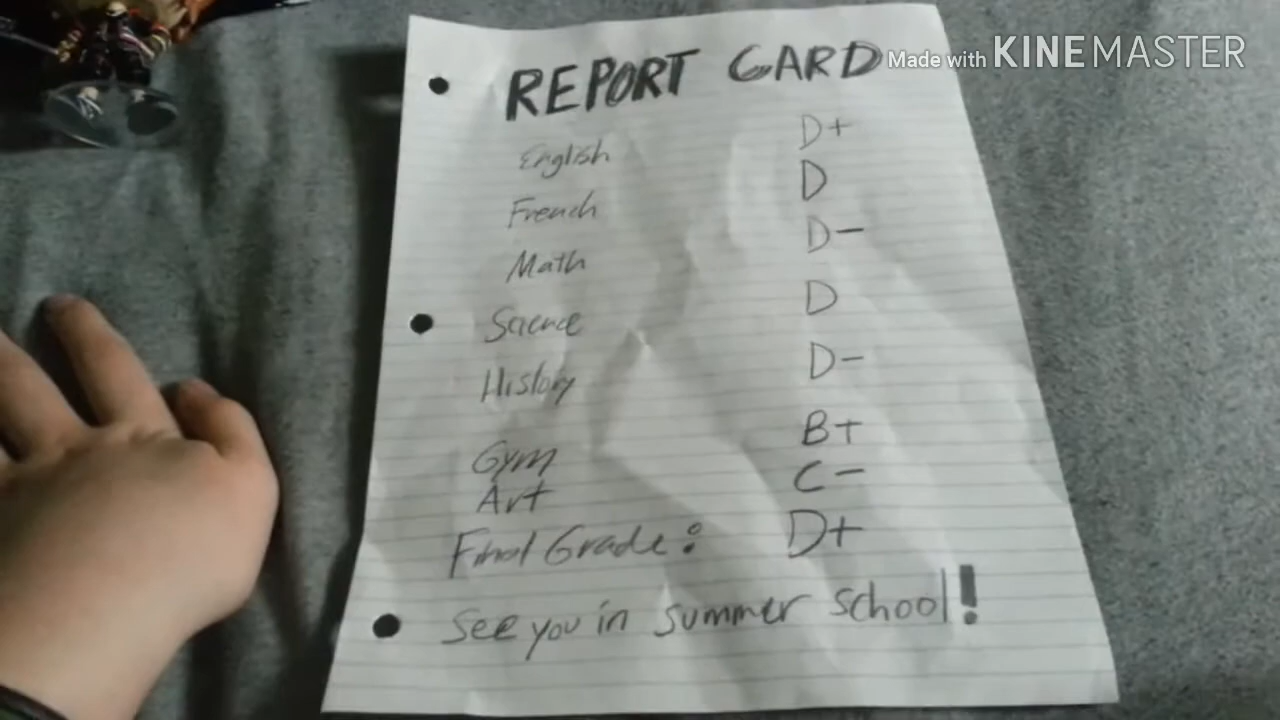 Made with KINEMASTER
REPORT CARD
English D+
French D
Math D-
Science D
History D-
Gym B+
Art C-
Final Grade: D+
See you in summer school!